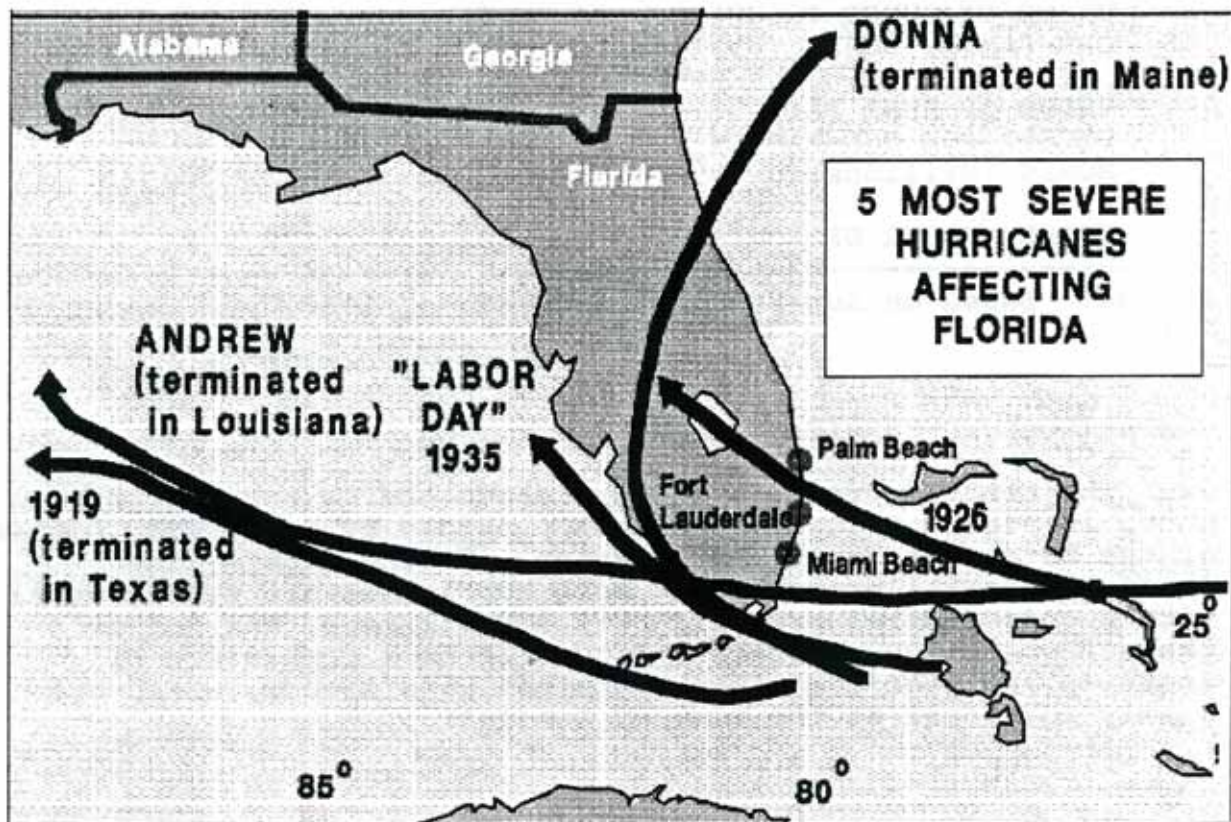 Alabama
Georgia
Florida
DONNA
(terminated in Maine)
5 MOST SEVERE
HURRICANES
AFFECTING
FLORIDA
ANDREW
(terminated
in Louisiana)
"LABOR
DAY"
1935
1919
(terminated
in Texas)
Palm Beach
Fort
Lauderdale
1926
Miami Beach
25°
85°
80°